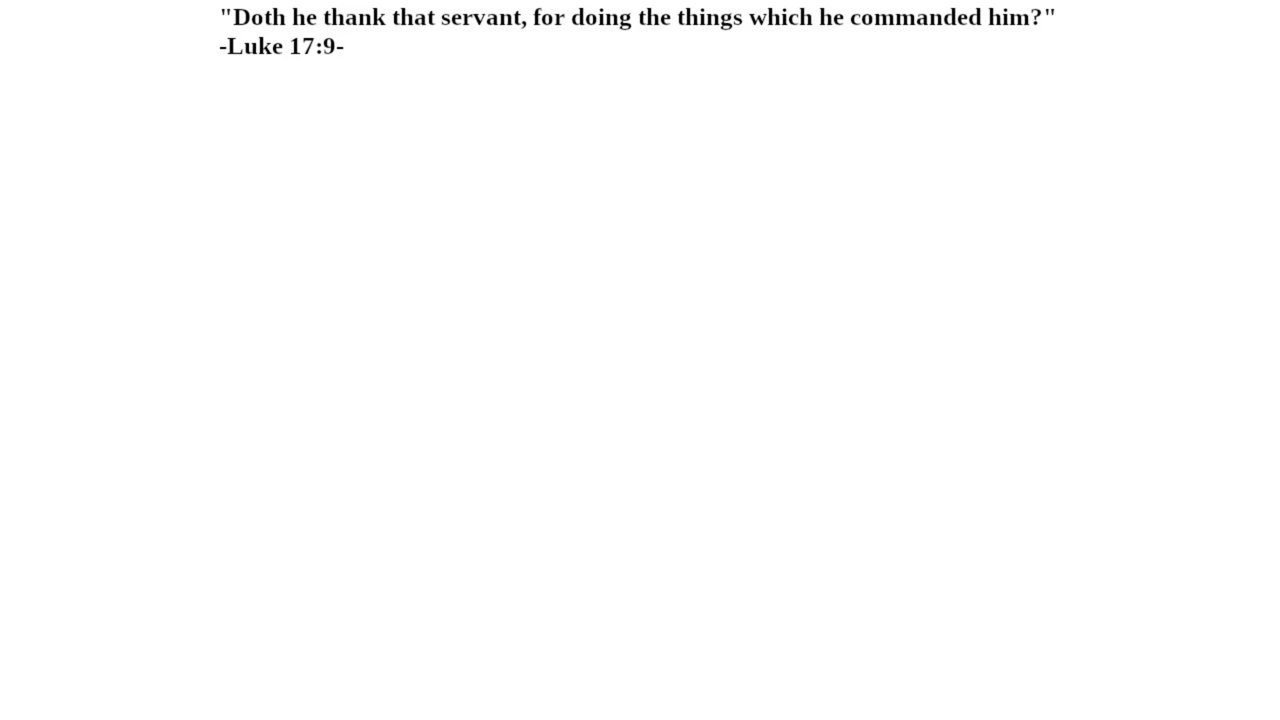 "Doth he thank that servant, for doing the things which he commanded him?"
-Luke 17:9-